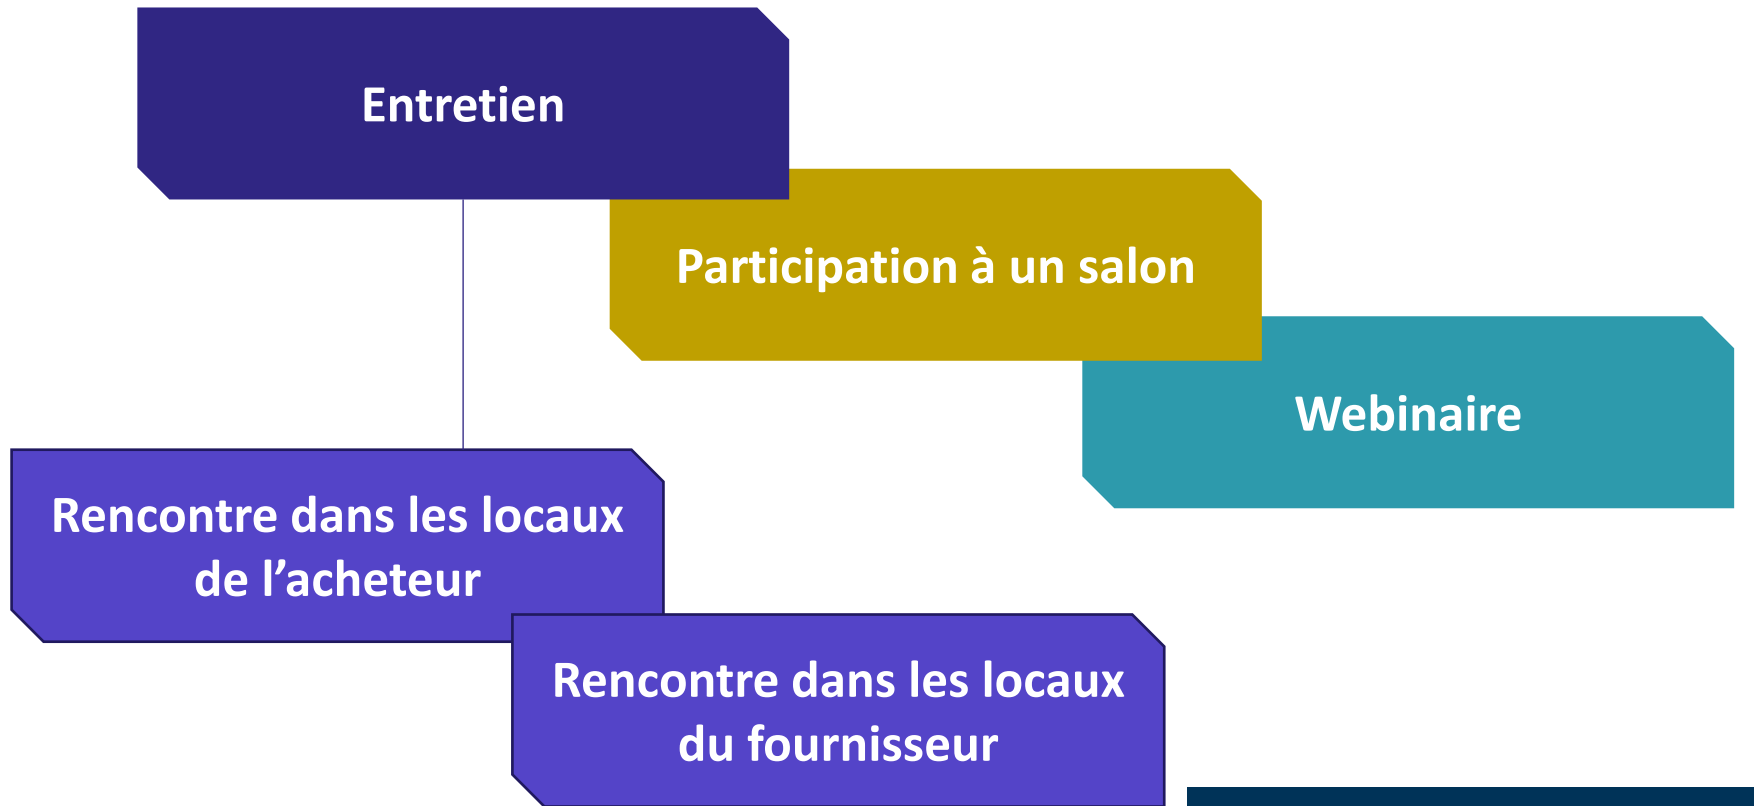 Entretien
Participation à un salon
Webinaire
Rencontre dans les locaux
de l’acheteur
Rencontre dans les locaux
du fournisseur